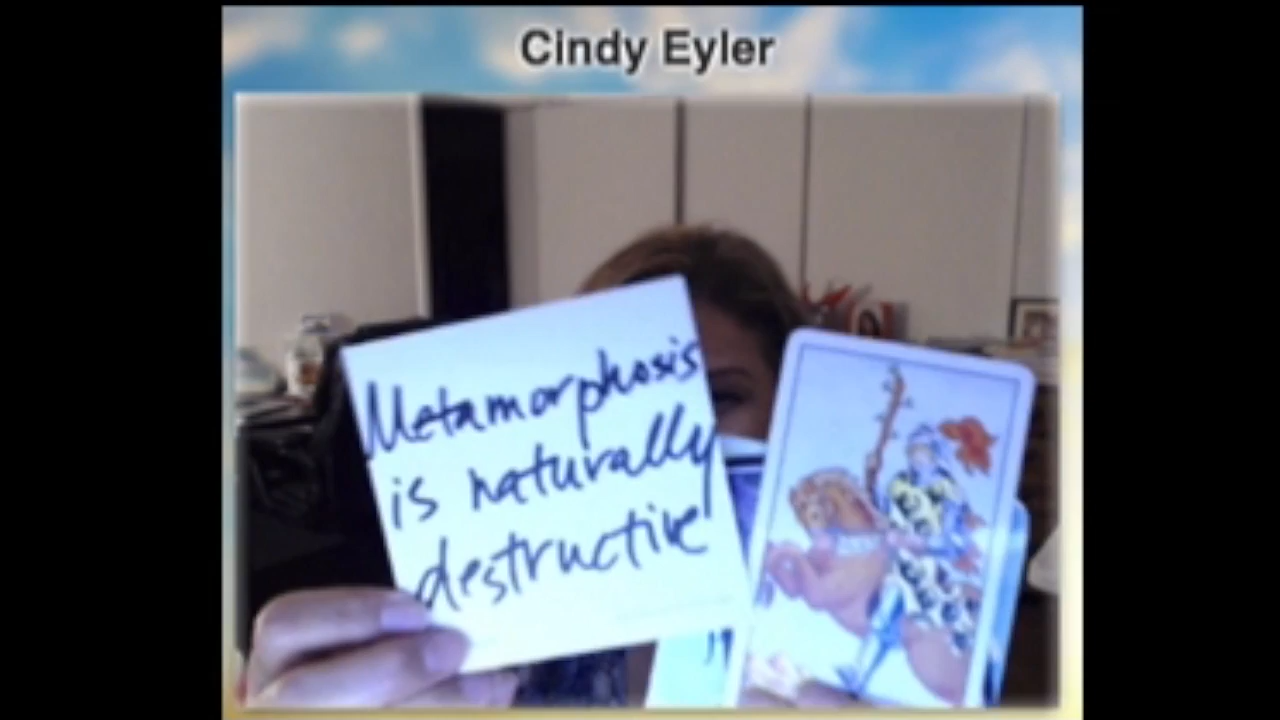 Cindy Eyler
Metamorphosis
is naturally
destructive